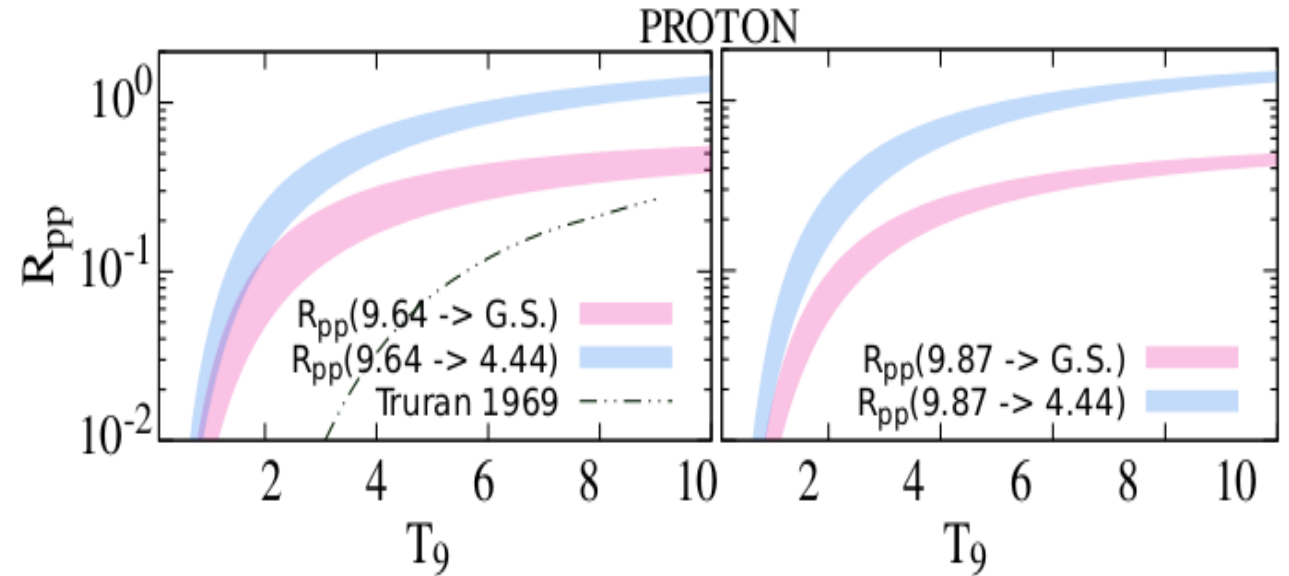 PROTON
R_pp
10^0
10^-1
10^-2
R_pp(9.64 -> G.S.)
R_pp(9.64 -> 4.44)
Truran 1969
2 4 6 8 10
T_9
R_pp(9.87 -> G.S.)
R_pp(9.87 -> 4.44)
2 4 6 8 10
T_9